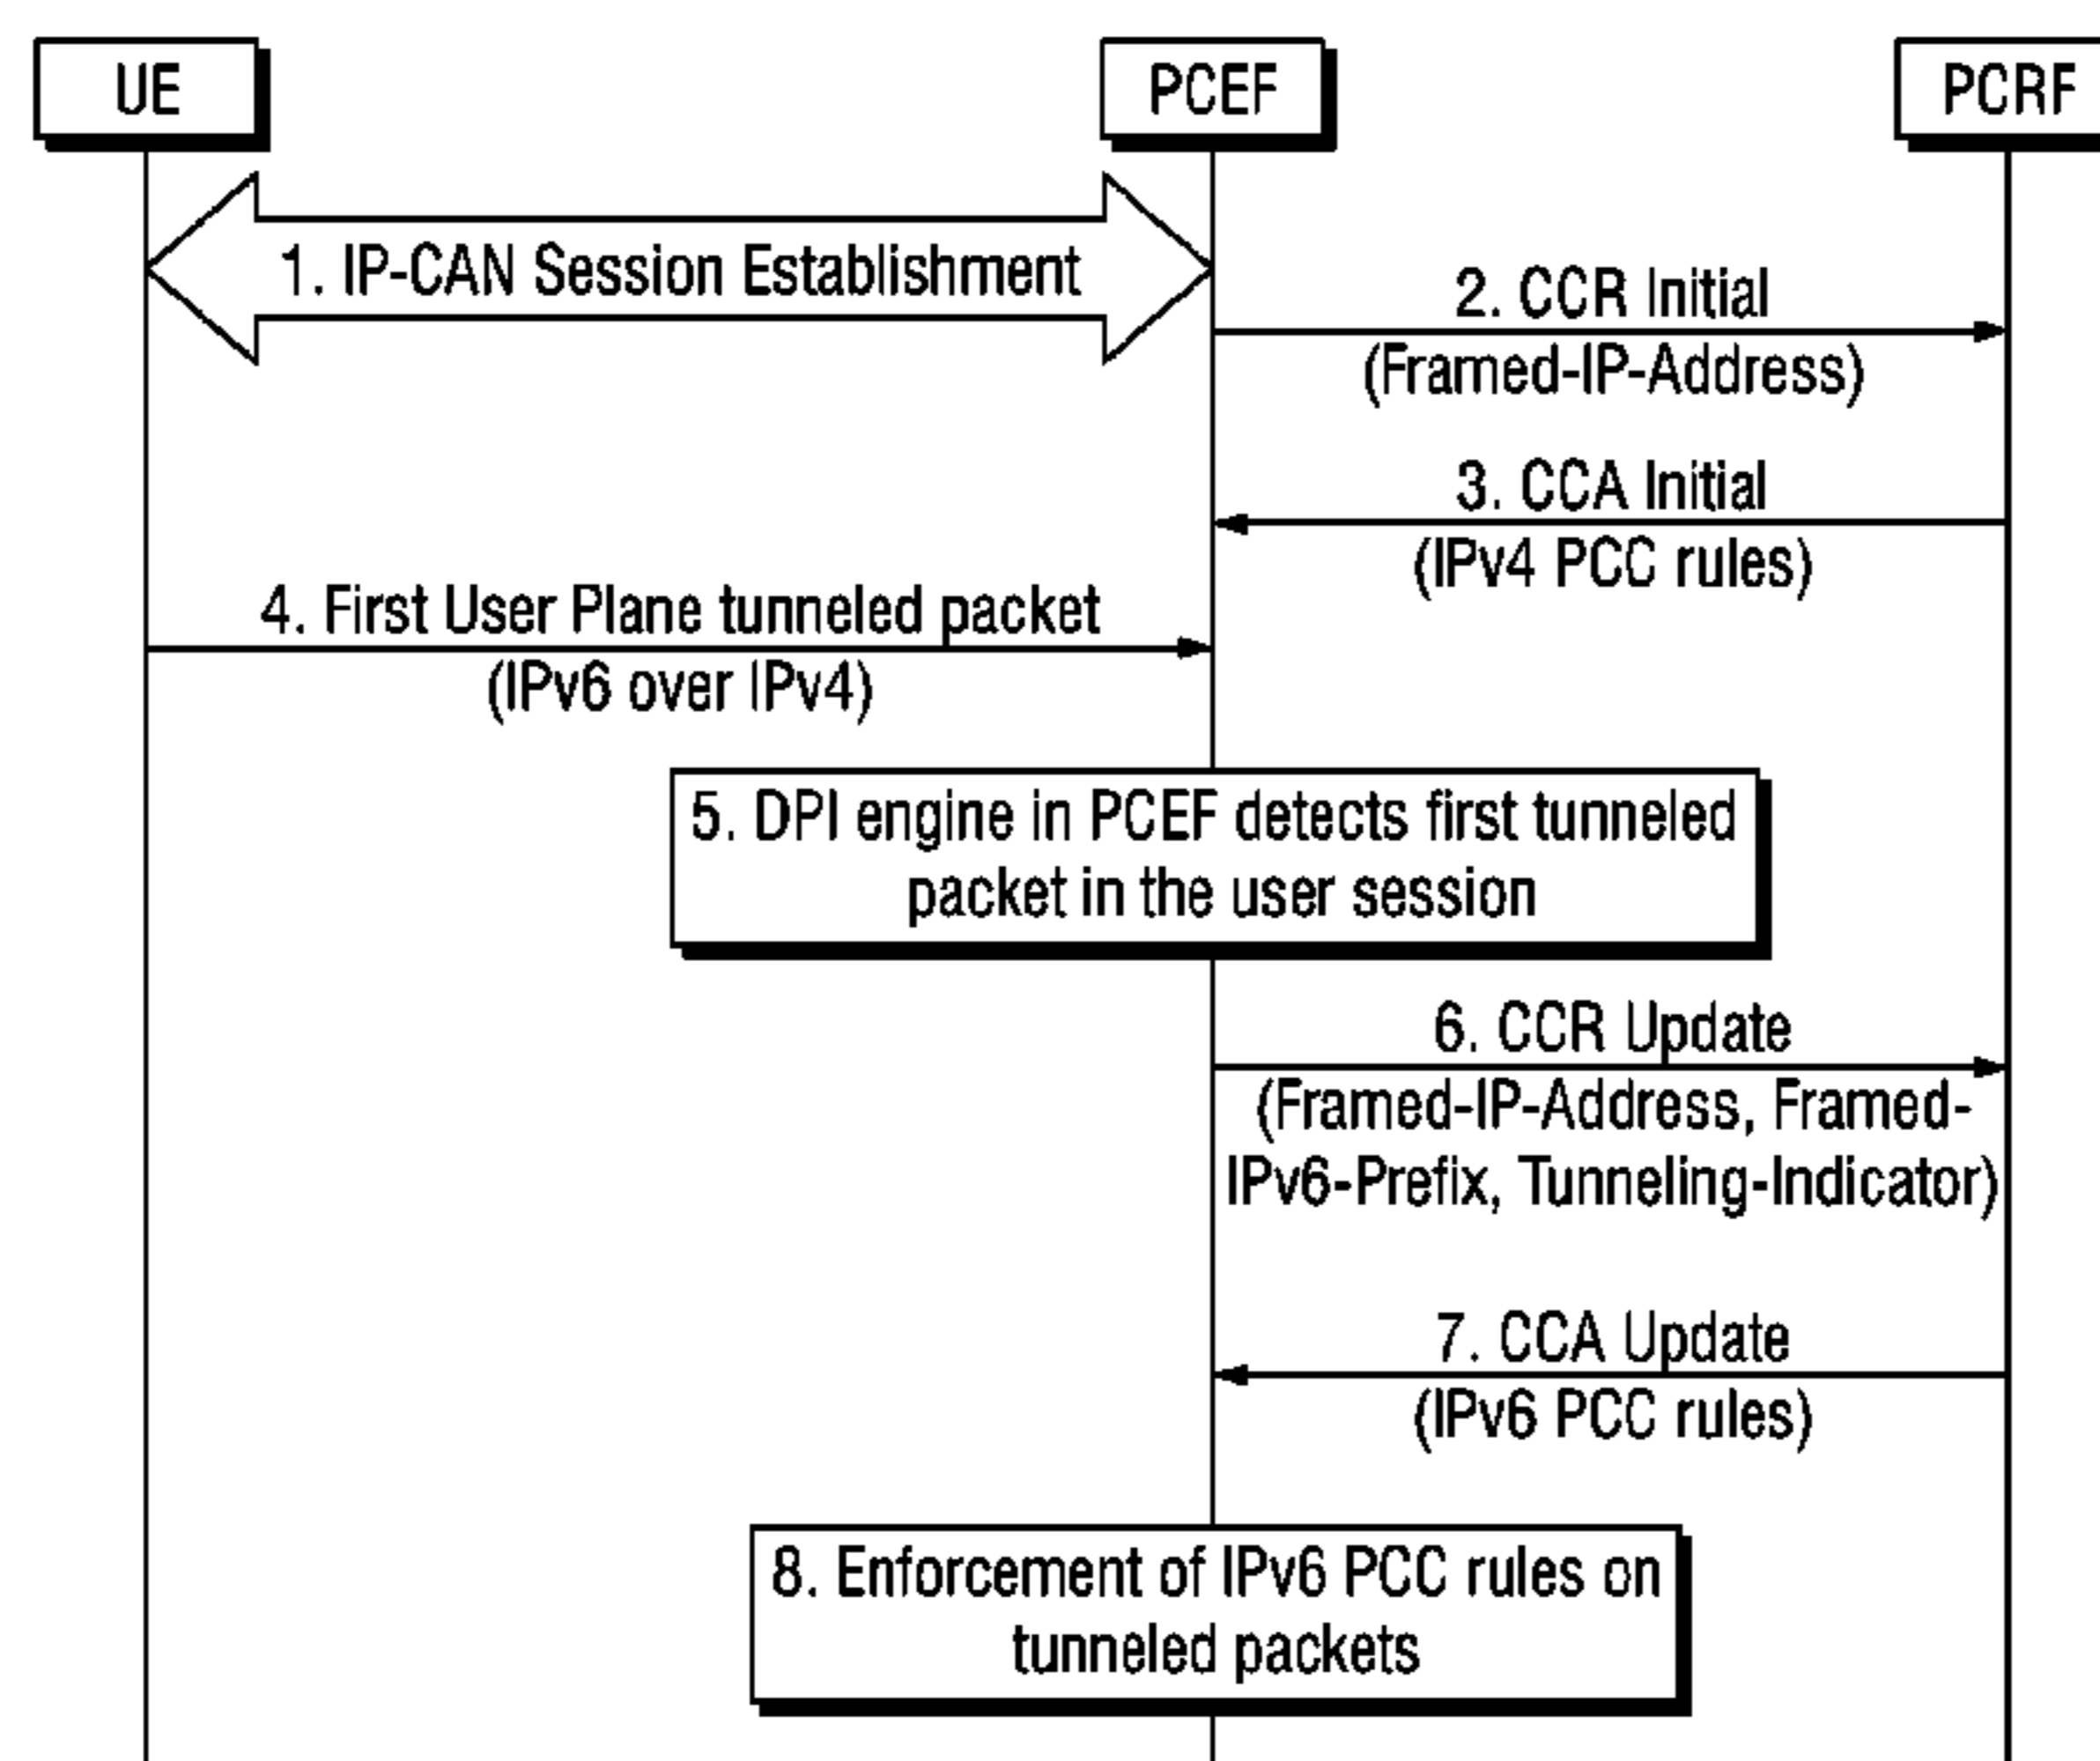 UE
PCEF
PCRF
1. IP-CAN Session Establishment
2. CCR Initial
(Framed-IP-Address)
3. CCA Initial
(IPv4 PCC rules)
4. First User Plane tunneled packet
(IPv6 over IPv4)
5. DPI engine in PCEF detects first tunneled
packet in the user session
6. CCR Update
(Framed-IP-Address, Framed-
IPv6-Prefix, Tunneling-Indicator)
7. CCA Update
(IPv6 PCC rules)
8. Enforcement of IPv6 PCC rules on
tunneled packets